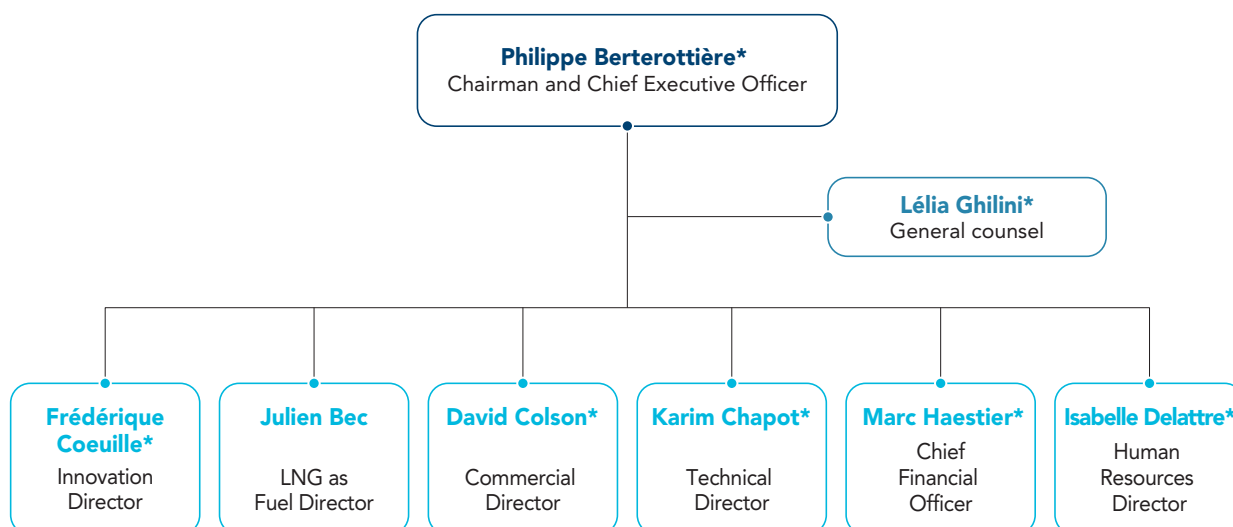 Philippe Berterottière*
Chairman and Chief Executive Officer
Lélia Ghilini*
General counsel
Frédérique
Coeuille*
Innovation
Director
Julien Bec
LNG as
Fuel Director
David Colson*
Commercial
Director
Karim Chapot*
Technical
Director
Marc Haestier*
Chief
Financial
Officer
Isabelle Delattre*
Human
Resources
Director